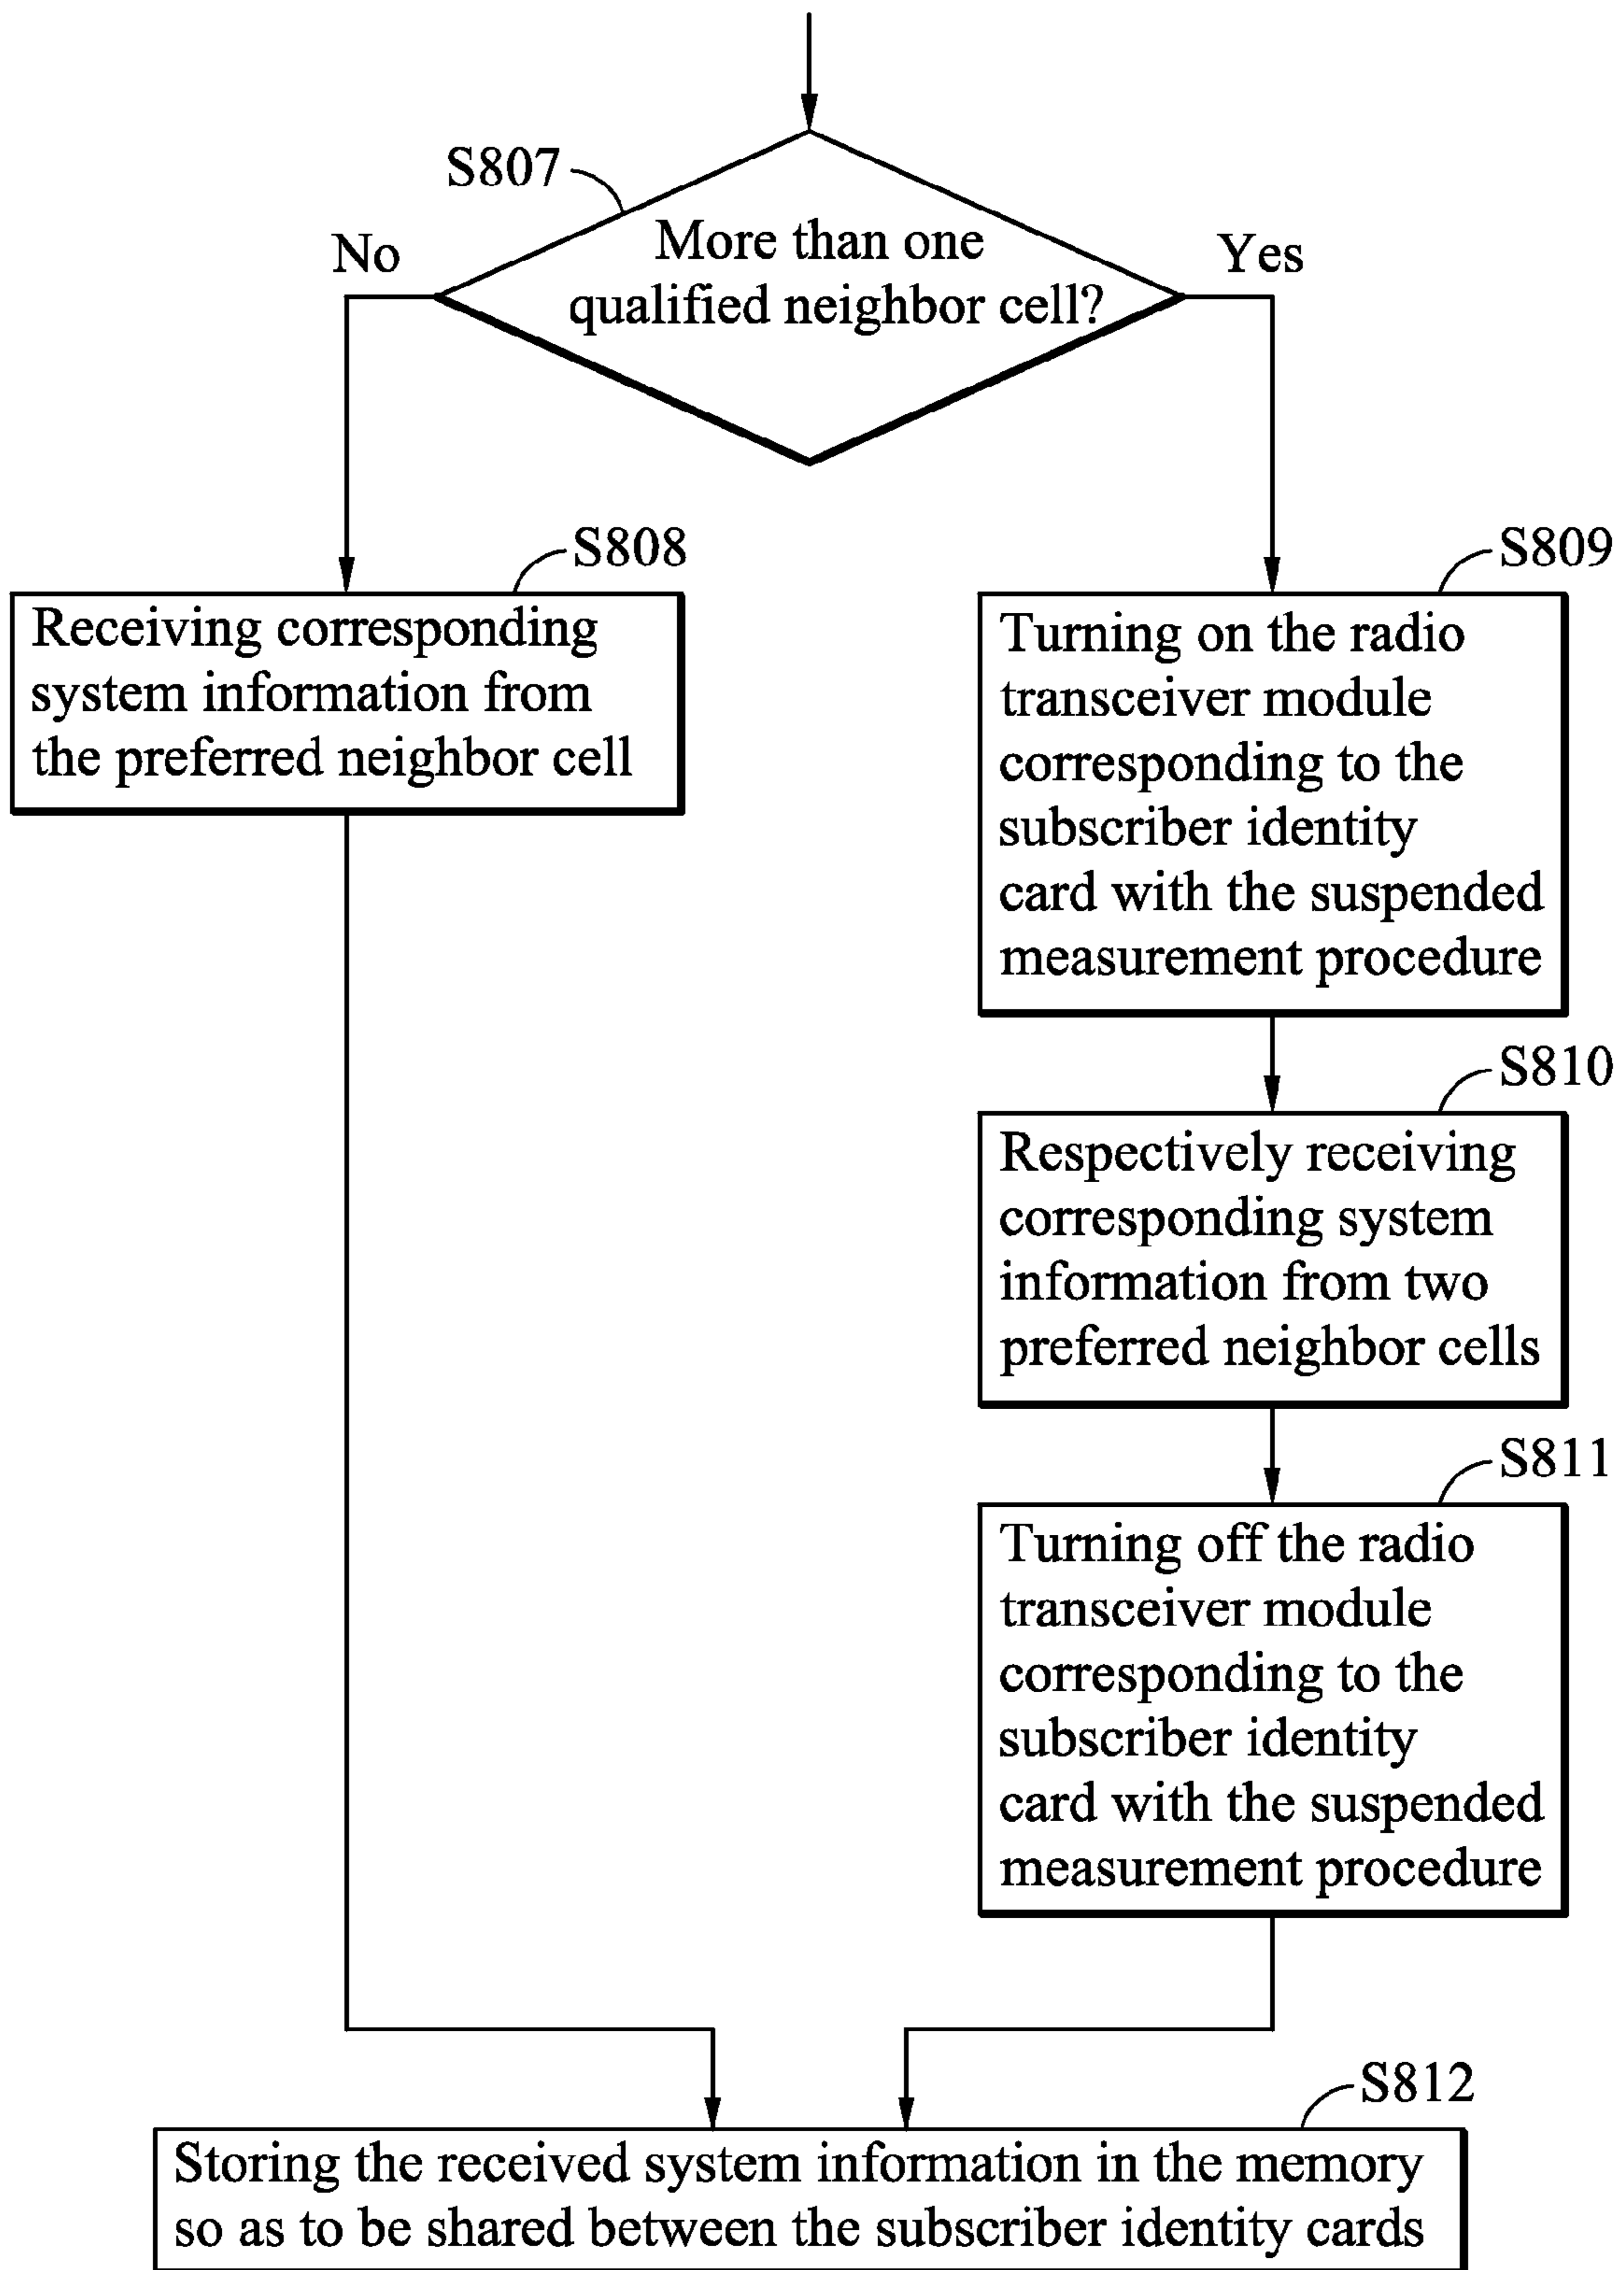 S807
No
More than one
qualified neighbor cell?
Yes
S808
Receiving corresponding
system information from
the preferred neighbor cell
S809
Turning on the radio
transceiver module
corresponding to the
subscriber identity
card with the suspended
measurement procedure
S810
Respectively receiving
corresponding system
information from two
preferred neighbor cells
S811
Turning off the radio
transceiver module
corresponding to the
subscriber identity
card with the suspended
measurement procedure
S812
Storing the received system information in the memory
so as to be shared between the subscriber identity cards